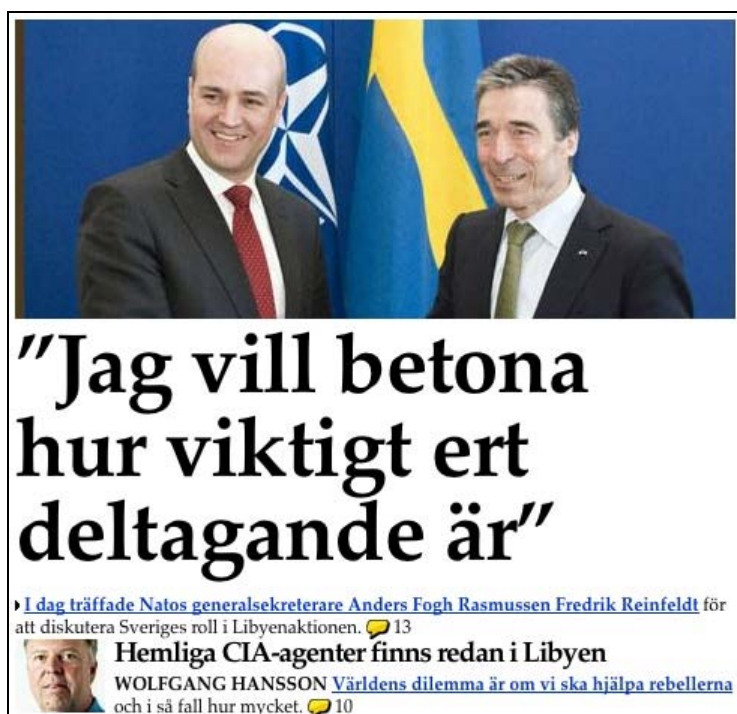 ”Jag vill betona
hur viktigt ert
deltagande är”
I dag träffade Natos generalsekreterare Anders Fogh Rasmussen Fredrik Reinfeldt för
att diskutera Sveriges roll i Libyenaktionen. 13
Hemliga CIA-agenter finns redan i Libyen
WOLFGANG HANSSON Världens dilemma är om vi ska hjälpa rebellerna
och i så fall hur mycket. 10